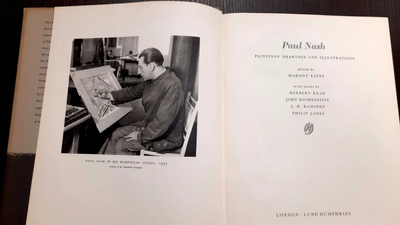 PAUL NASH IN HIS HAMPSTEAD STUDIO, 1937
Paul Nash
PAINTINGS DRAWINGS AND ILLUSTRATIONS
EDITED BY
MARGOT EATES
WITH ESSAYS BY
HERBERT READ
JOHN ROTHENSTEIN
E. H. RAMSDEN
PHILIP JAMES
LONDON · LUND HUMPHRIES